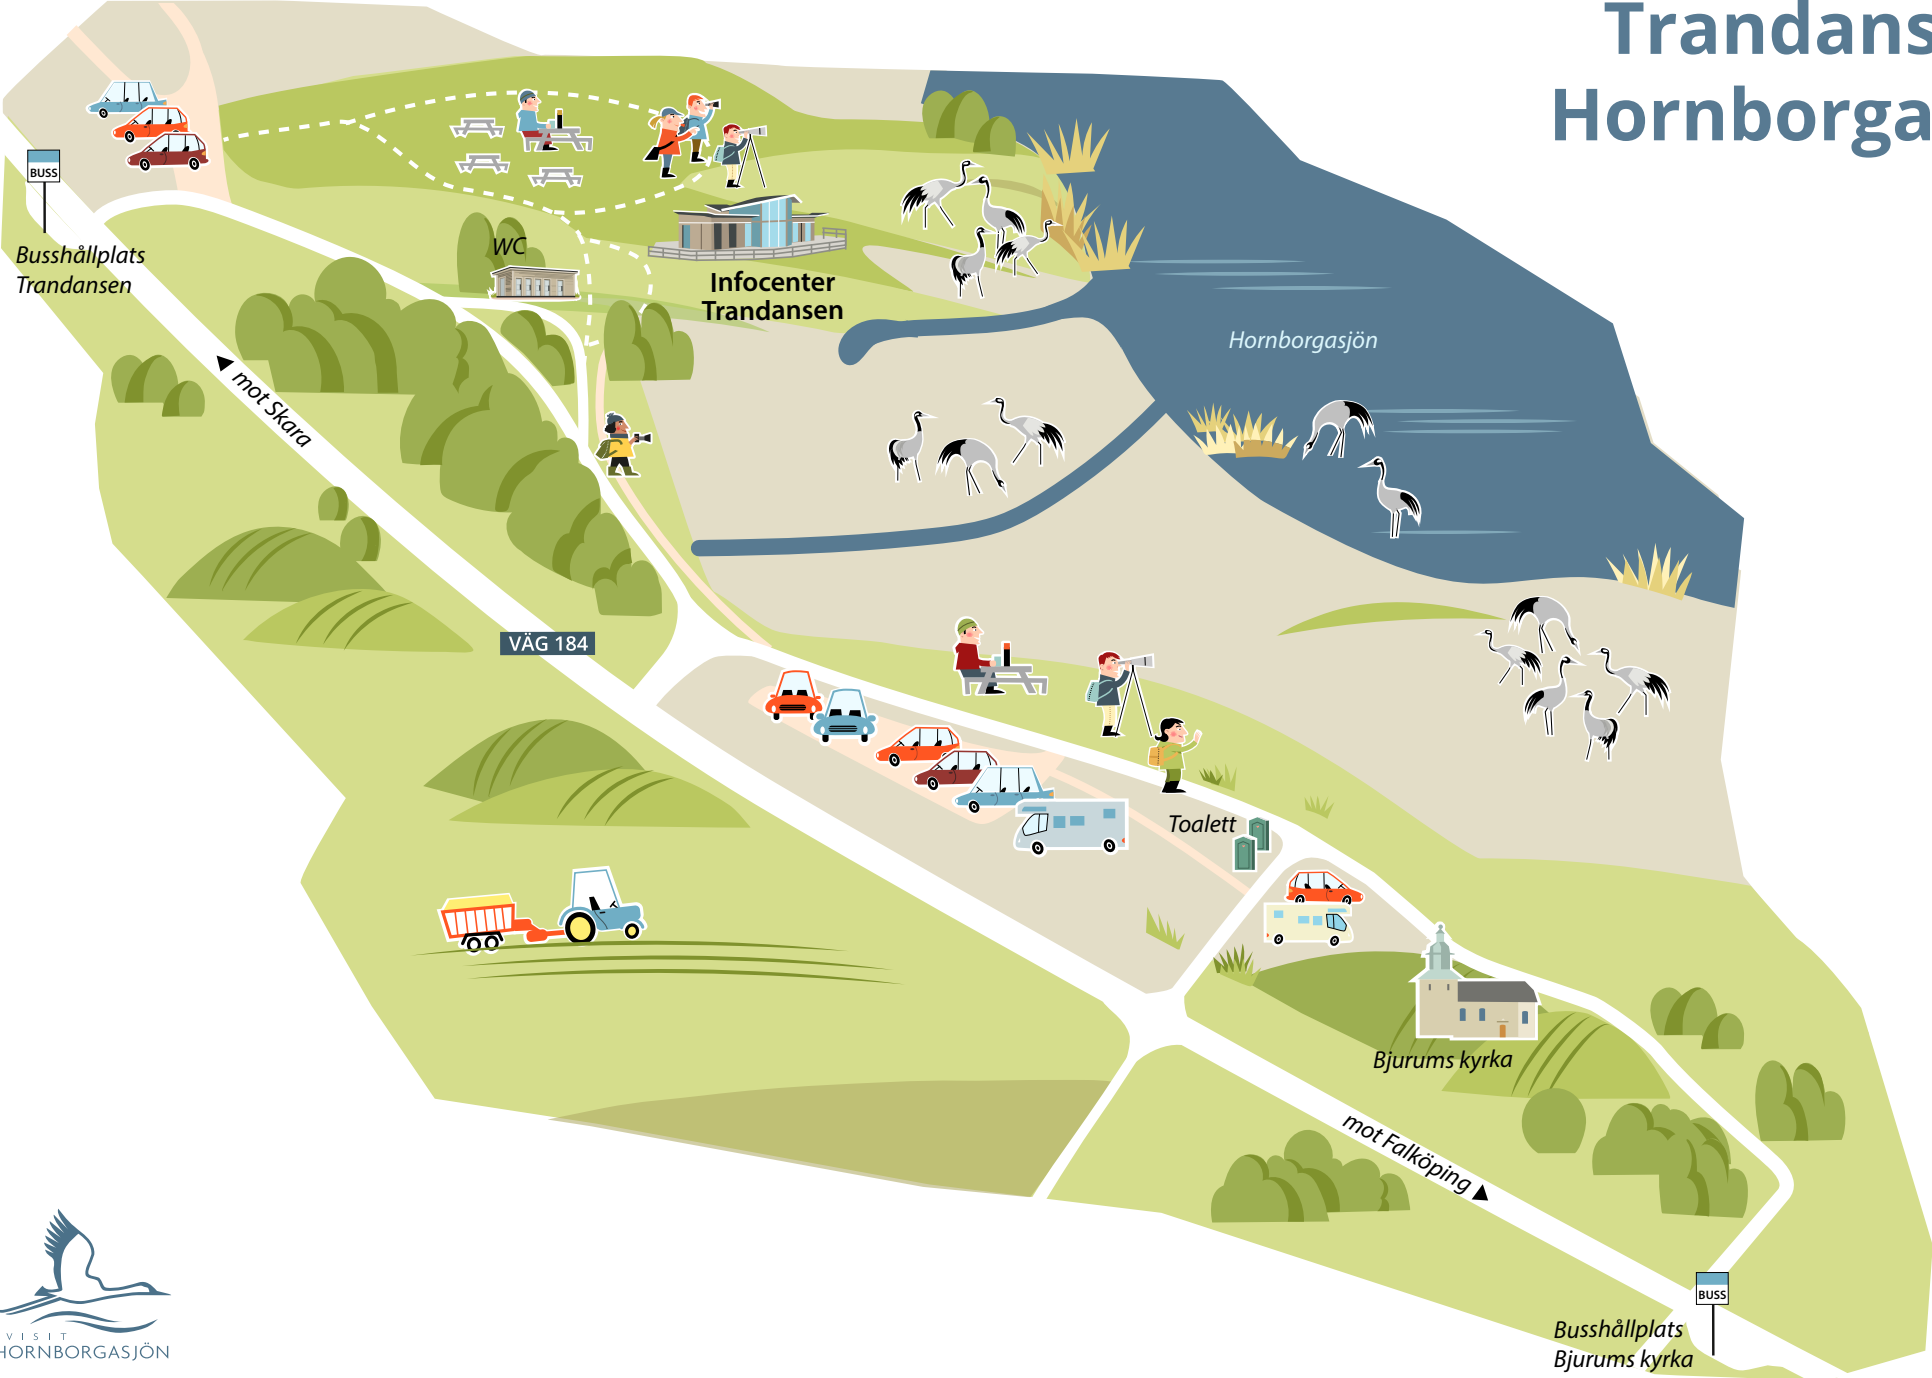 Trandans
Hornborga
BUSS
Busshållplats
Trandansen
WC
Infocenter
Trandansen
Hornborgasjön
mot Skara
VÄG 184
Toalett
Bjurums kyrka
mot Falköping
BUSS
Busshållplats
Bjurums kyrka
VISIT
HORNBORGASJÖN